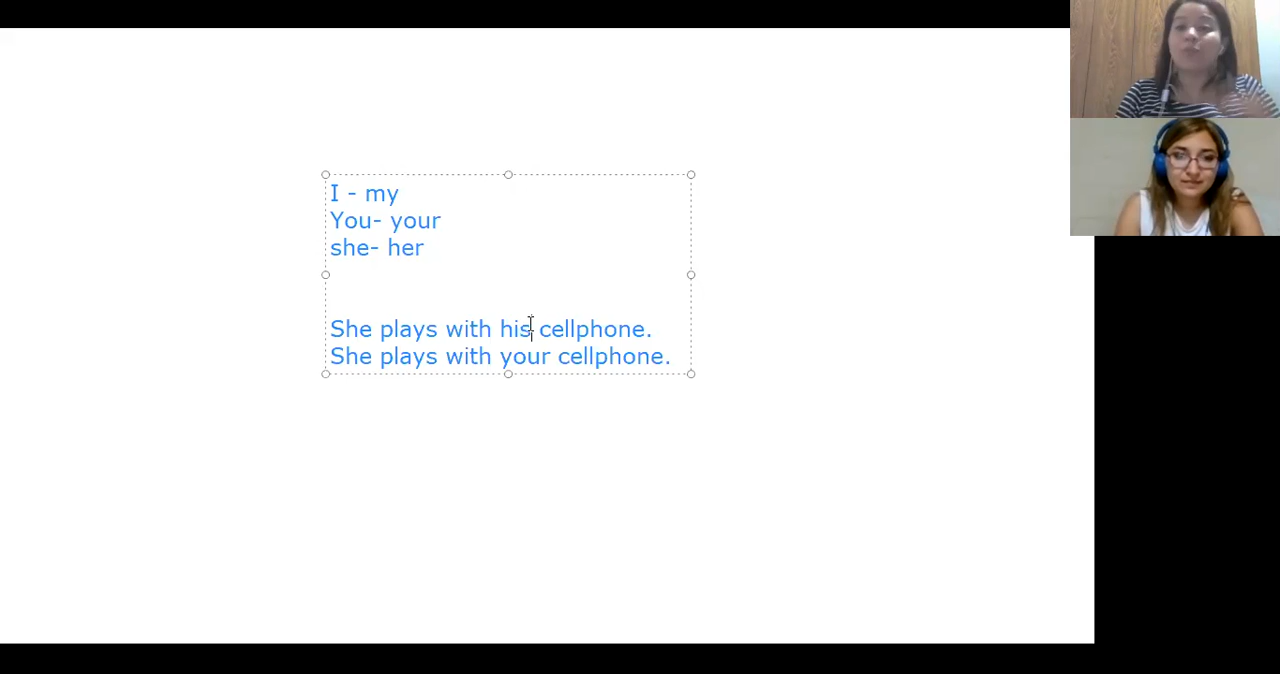 I - my
You- your
she- her
She plays with his cellphone.
She plays with your cellphone.